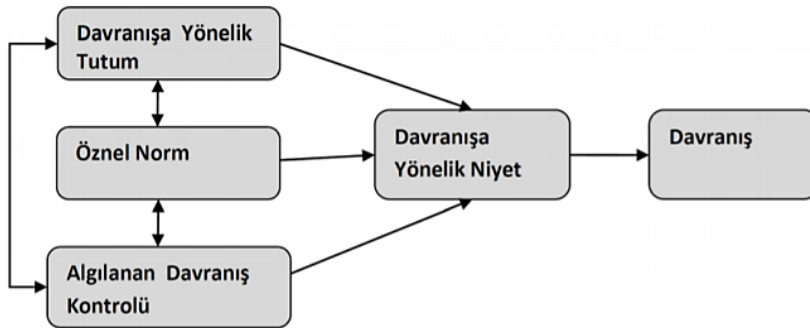 Davranışa Yönelik
Tutum
Öznel Norm
Davranışa
Yönelik Niyet
Davranış
Algılanan Davranış
Kontrolü